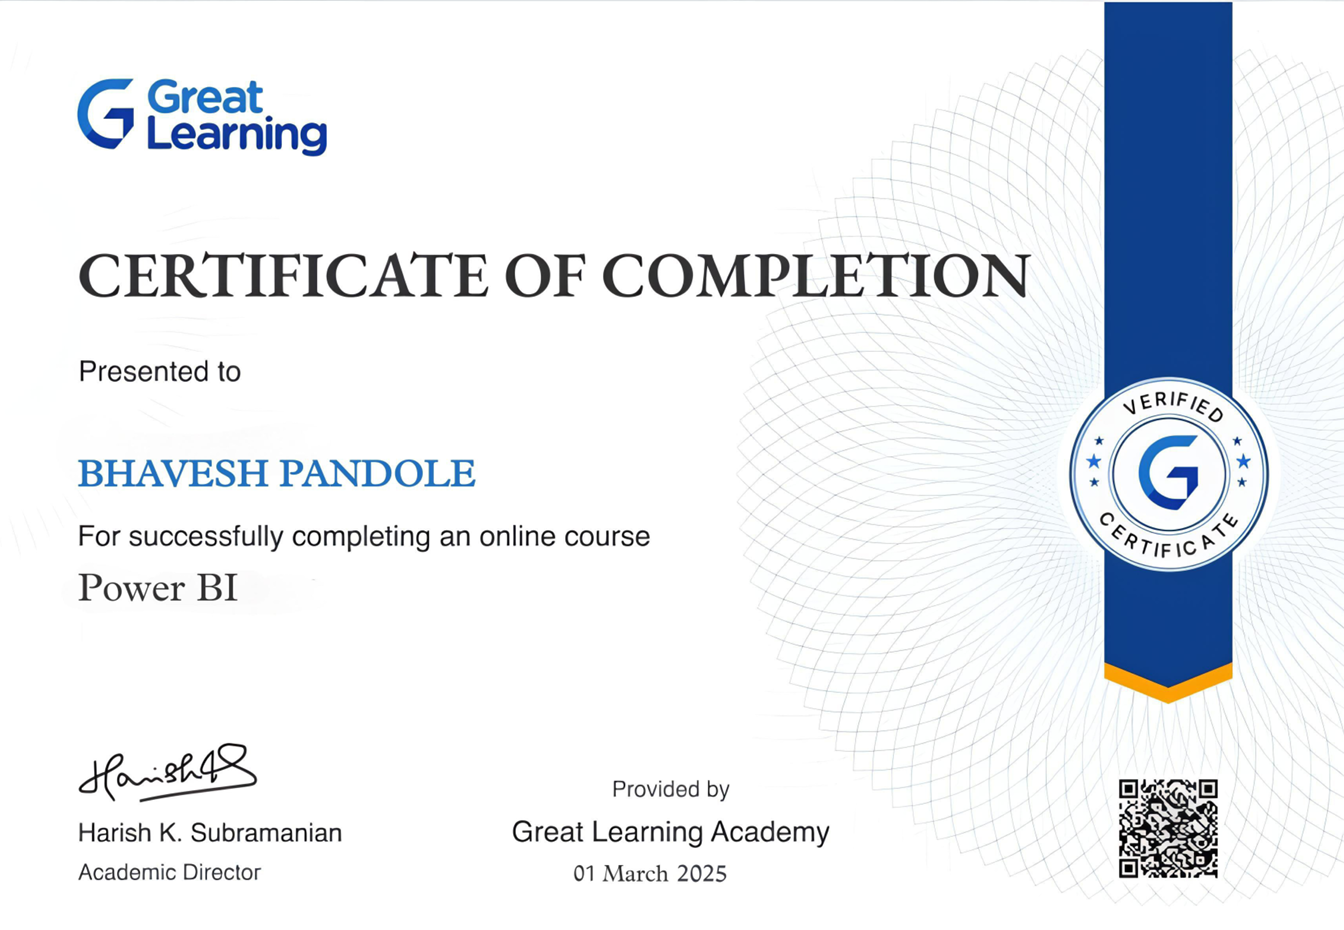 Great
Learning
CERTIFICATE OF COMPLETION
Presented to
BHAVESH PANDOLE
For successfully completing an online course
Power BI
VERIFIED
CERTIFICATE
Harish K. Subramanian
Academic Director
Provided by
Great Learning Academy
01 March 2025